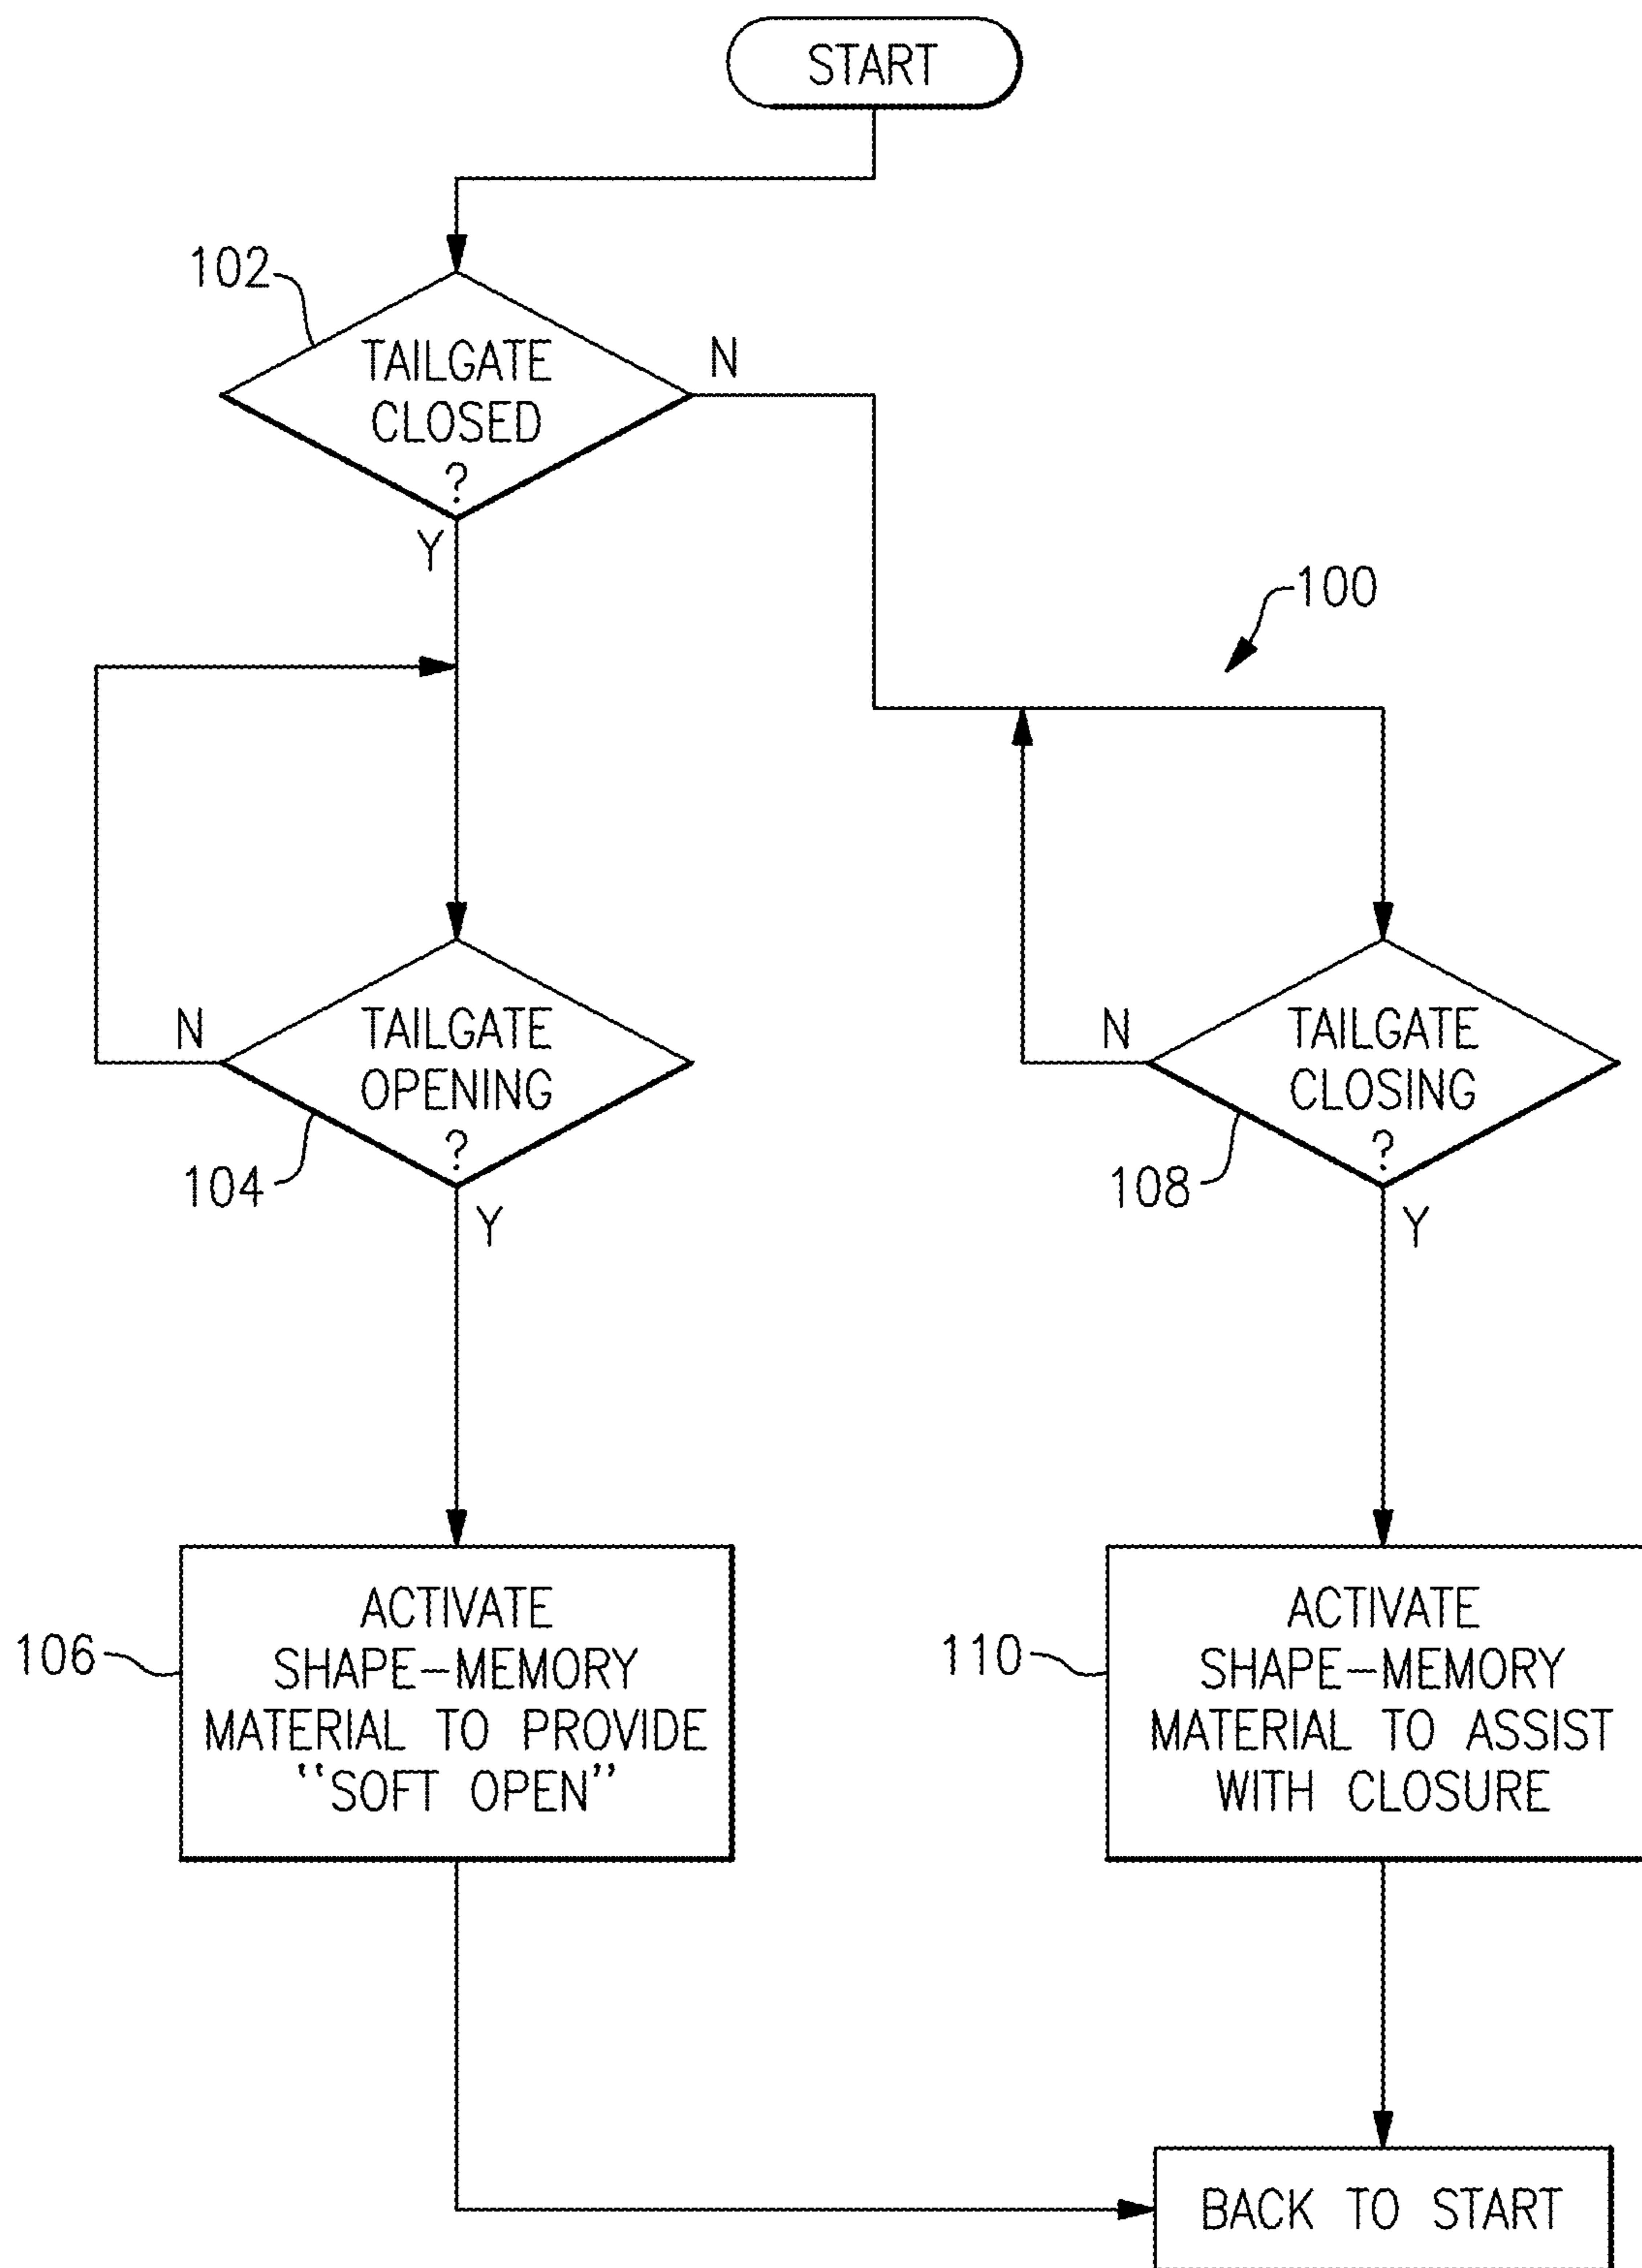 START
102
TAILGATE
CLOSED
?
N
Y
100
N
TAILGATE
OPENING
?
104
Y
N
TAILGATE
CLOSING
?
108
Y
106
ACTIVATE
SHAPE-MEMORY
MATERIAL TO PROVIDE
"SOFT OPEN"
110
ACTIVATE
SHAPE-MEMORY
MATERIAL TO ASSIST
WITH CLOSURE
BACK TO START